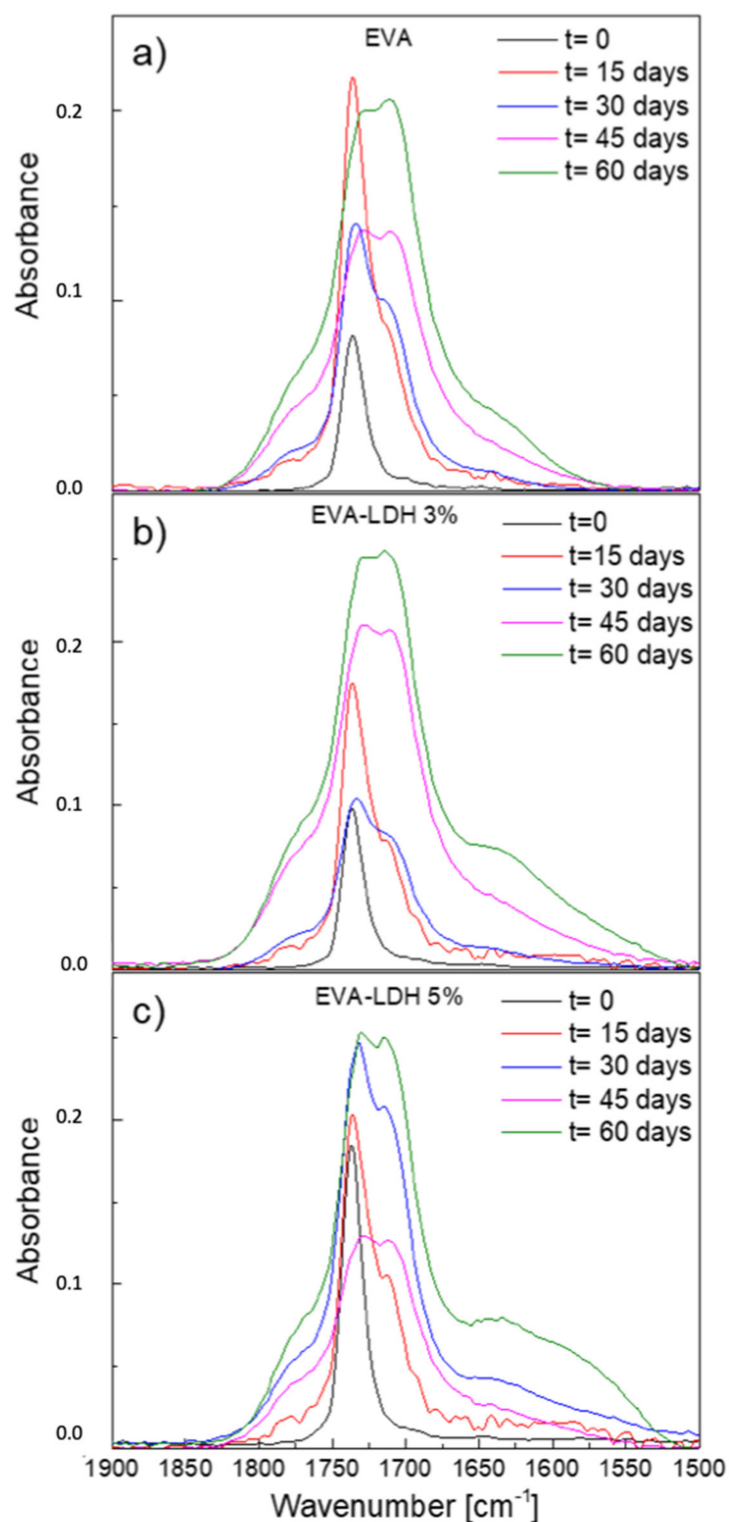 a)
EVA
t= 0
t= 15 days
t= 30 days
t= 45 days
t= 60 days
Absorbance
0.2
0.1
0.0
b)
EVA-LDH 3%
t=0
t=15 days
t= 30 days
t= 45 days
t= 60 days
Absorbance
0.2
0.1
0.0
c)
EVA-LDH 5%
t= 0
t= 15 days
t= 30 days
t= 45 days
t= 60 days
Absorbance
0.2
0.1
0.0
1900 1850 1800 1750 1700 1650 1600 1550 1500
Wavenumber [cm⁻¹]